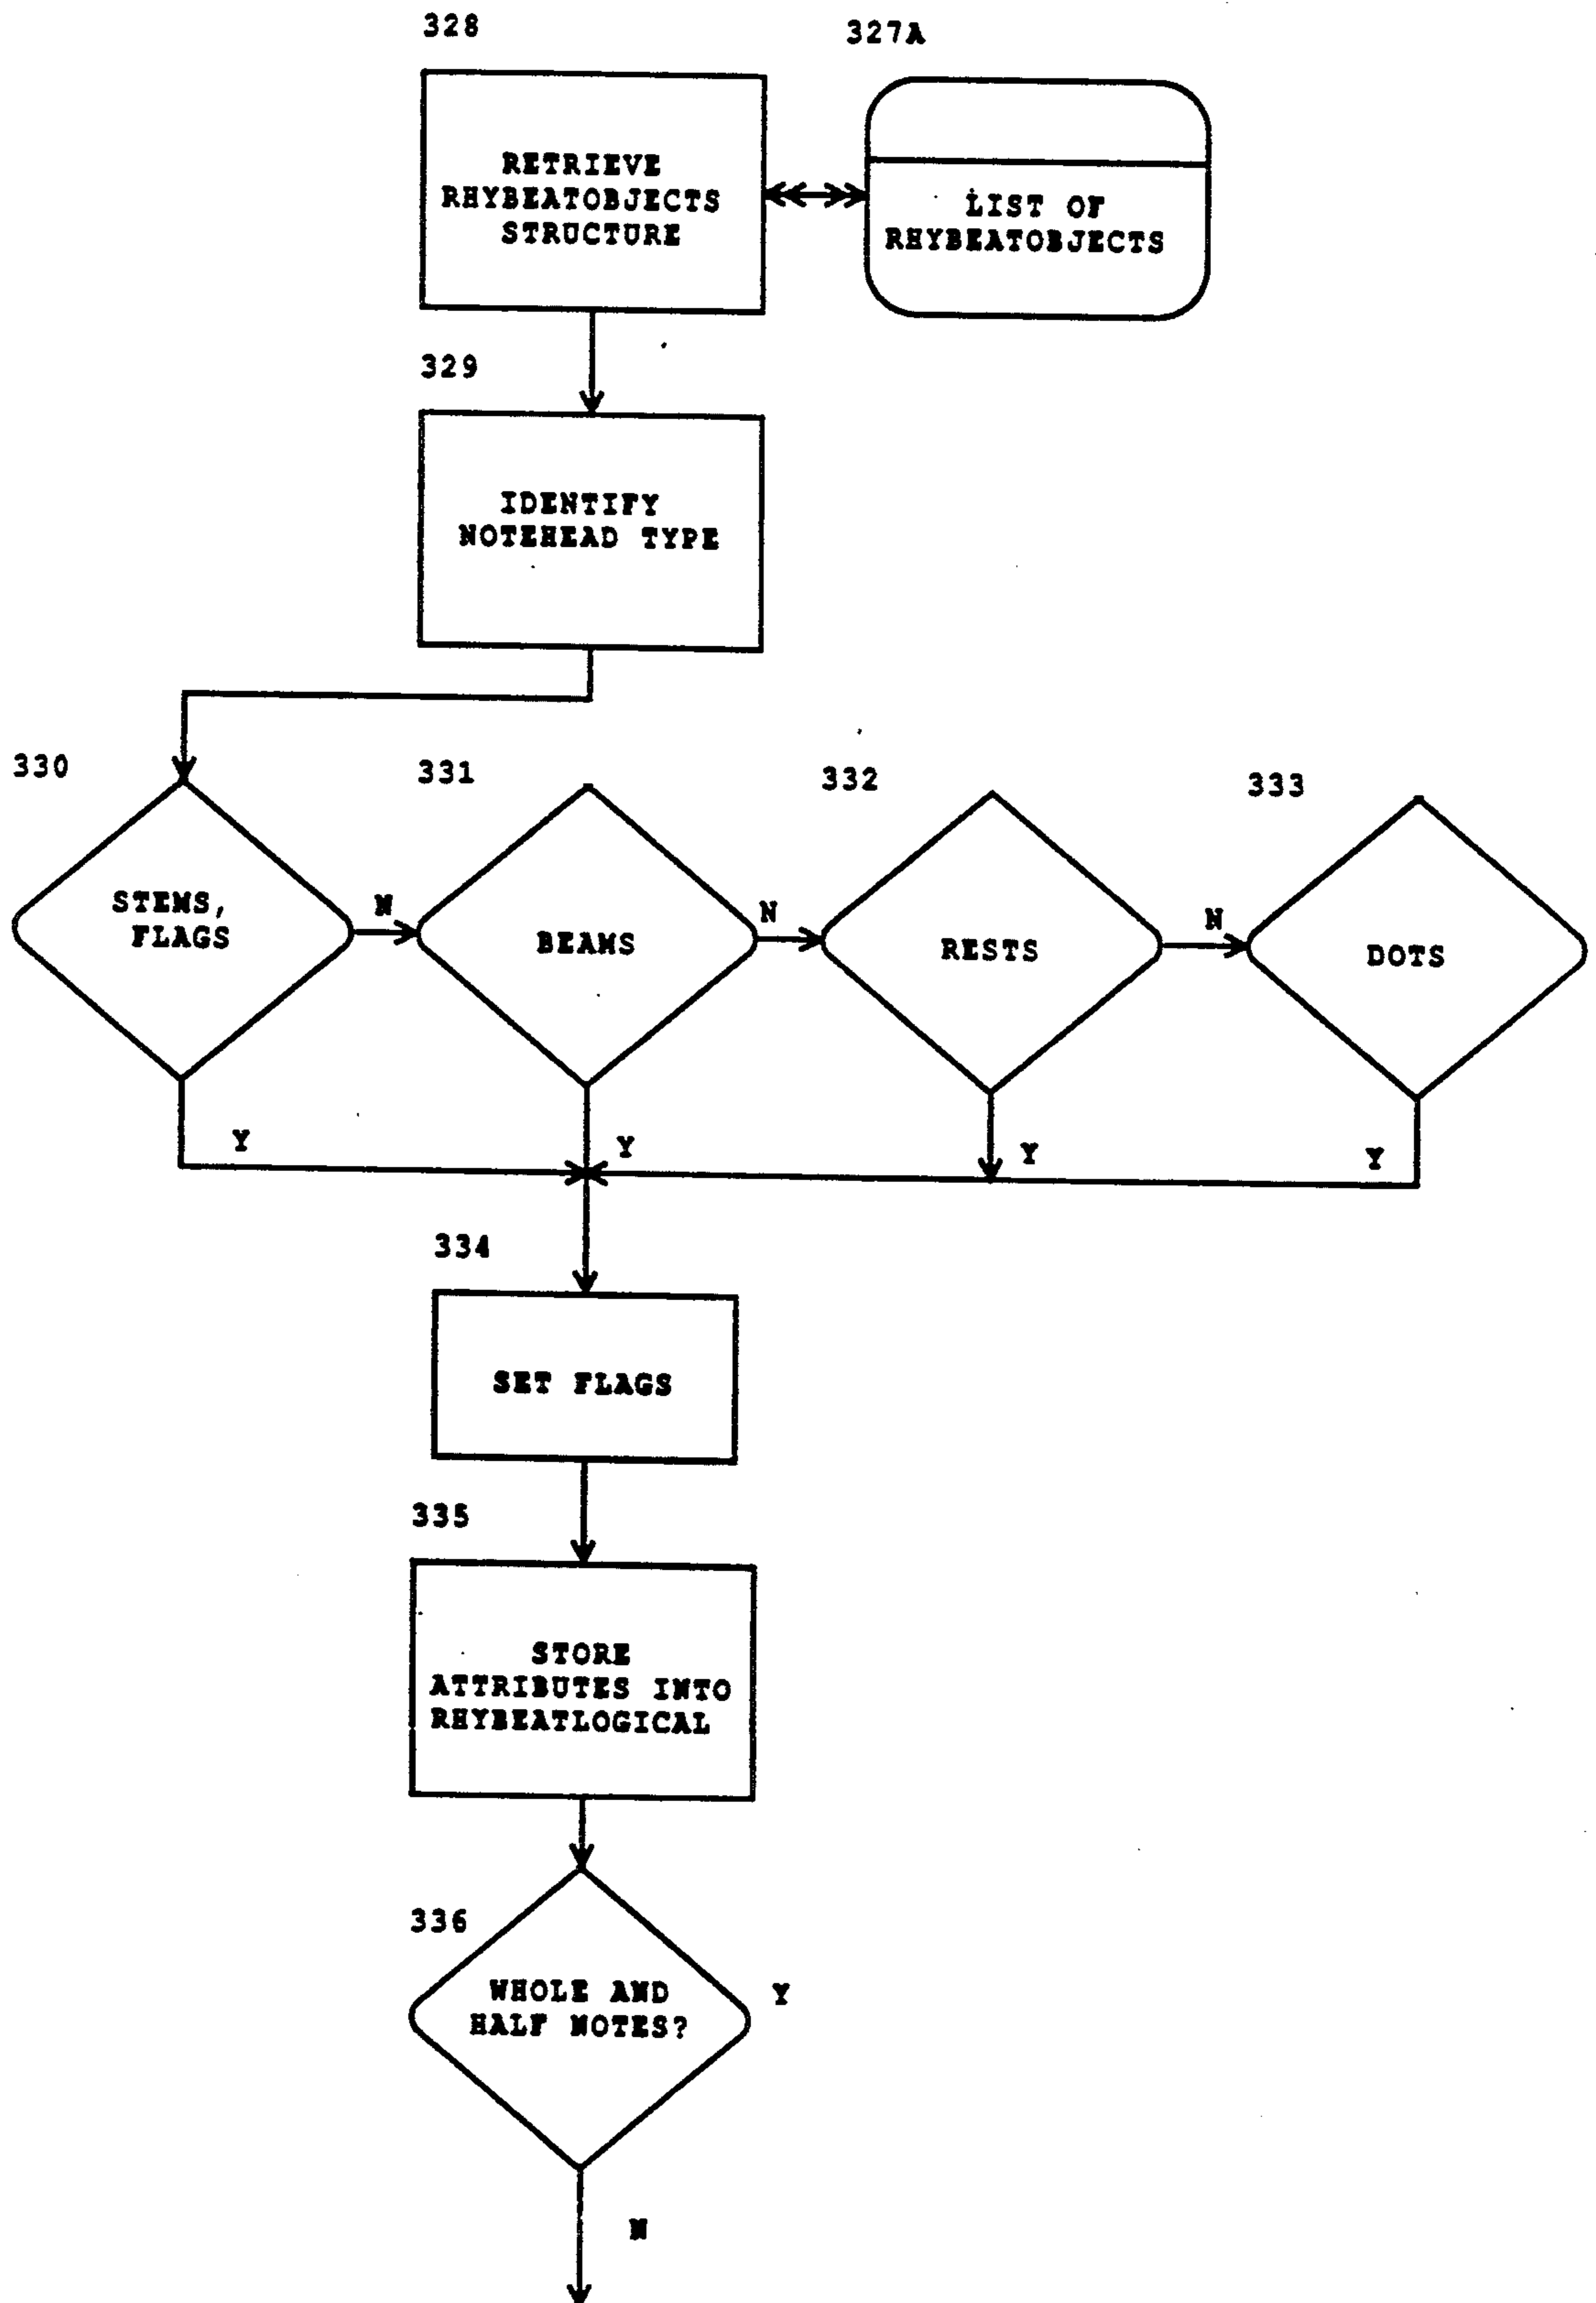 328
327A
RETRIEVE
RHYBEATOBJECTS
STRUCTURE
LIST OF
RHYBEATOBJECTS
329
IDENTIFY
NOTEHEAD TYPE
330
331
332
333
STEMS,
FLAGS
N
BEAMS
N
RESTS
N
DOTS
Y
Y
Y
Y
334
SET FLAGS
335
STORE
ATTRIBUTES INTO
RHYBEATLOGICAL
336
WHOLE AND
HALF NOTES?
Y
N